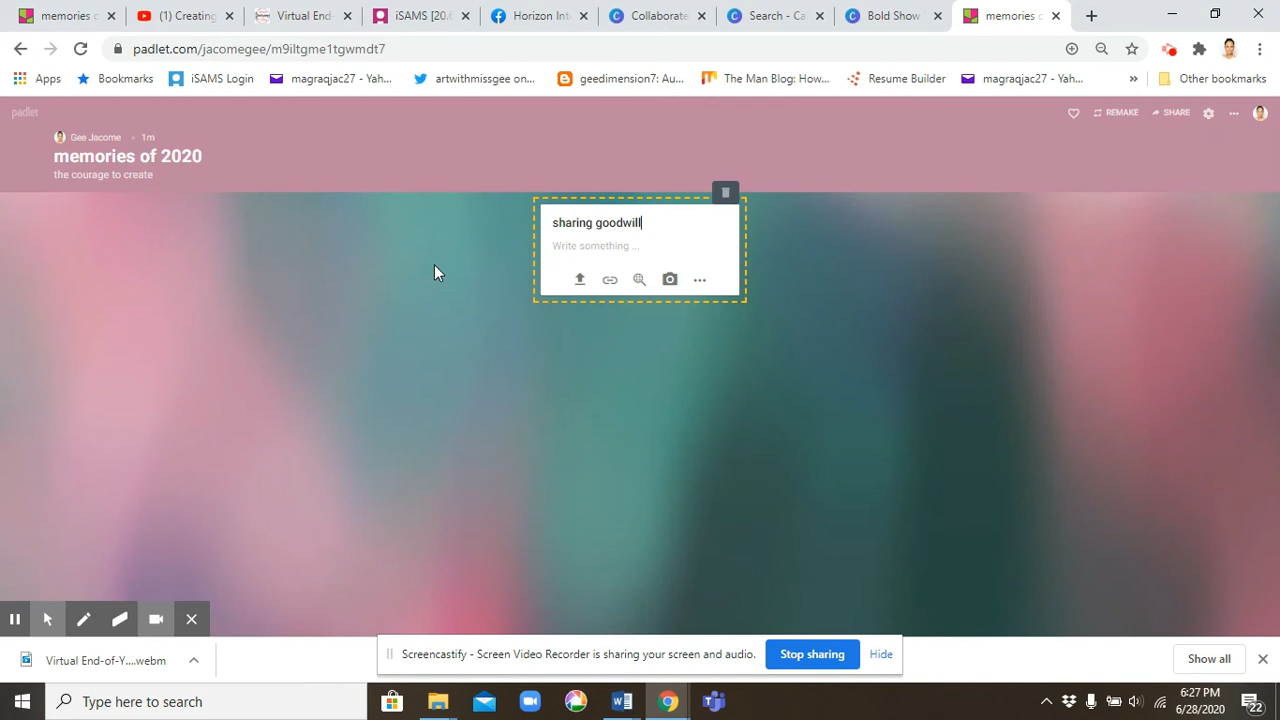 memories c
(1) Creating
Virtual End-
iSAMS [20.6
Horizon Int
Collaborate
Search - Ca
Bold Show
memories c
padlet.com/jacomegee/m9iltgme1tgwmdt7
Apps
Bookmarks
iSAMS Login
magraqjac27 - Yah...
artwithmissgee on...
geedimension7: Au...
The Man Blog: Ho...
Resume Builder
magraqjac27 - Yah...
»
Other bookmarks
padlet
REMAKE
SHARE
Gee Jacome • 1m
memories of 2020
the courage to create
sharing goodwill
Write something ...
Virtual End-of-Y....webm
Screencastify - Screen Video Recorder is sharing your screen and audio.
Stop sharing
Hide
Show all
Type here to search
6:27 PM
6/28/2020
22